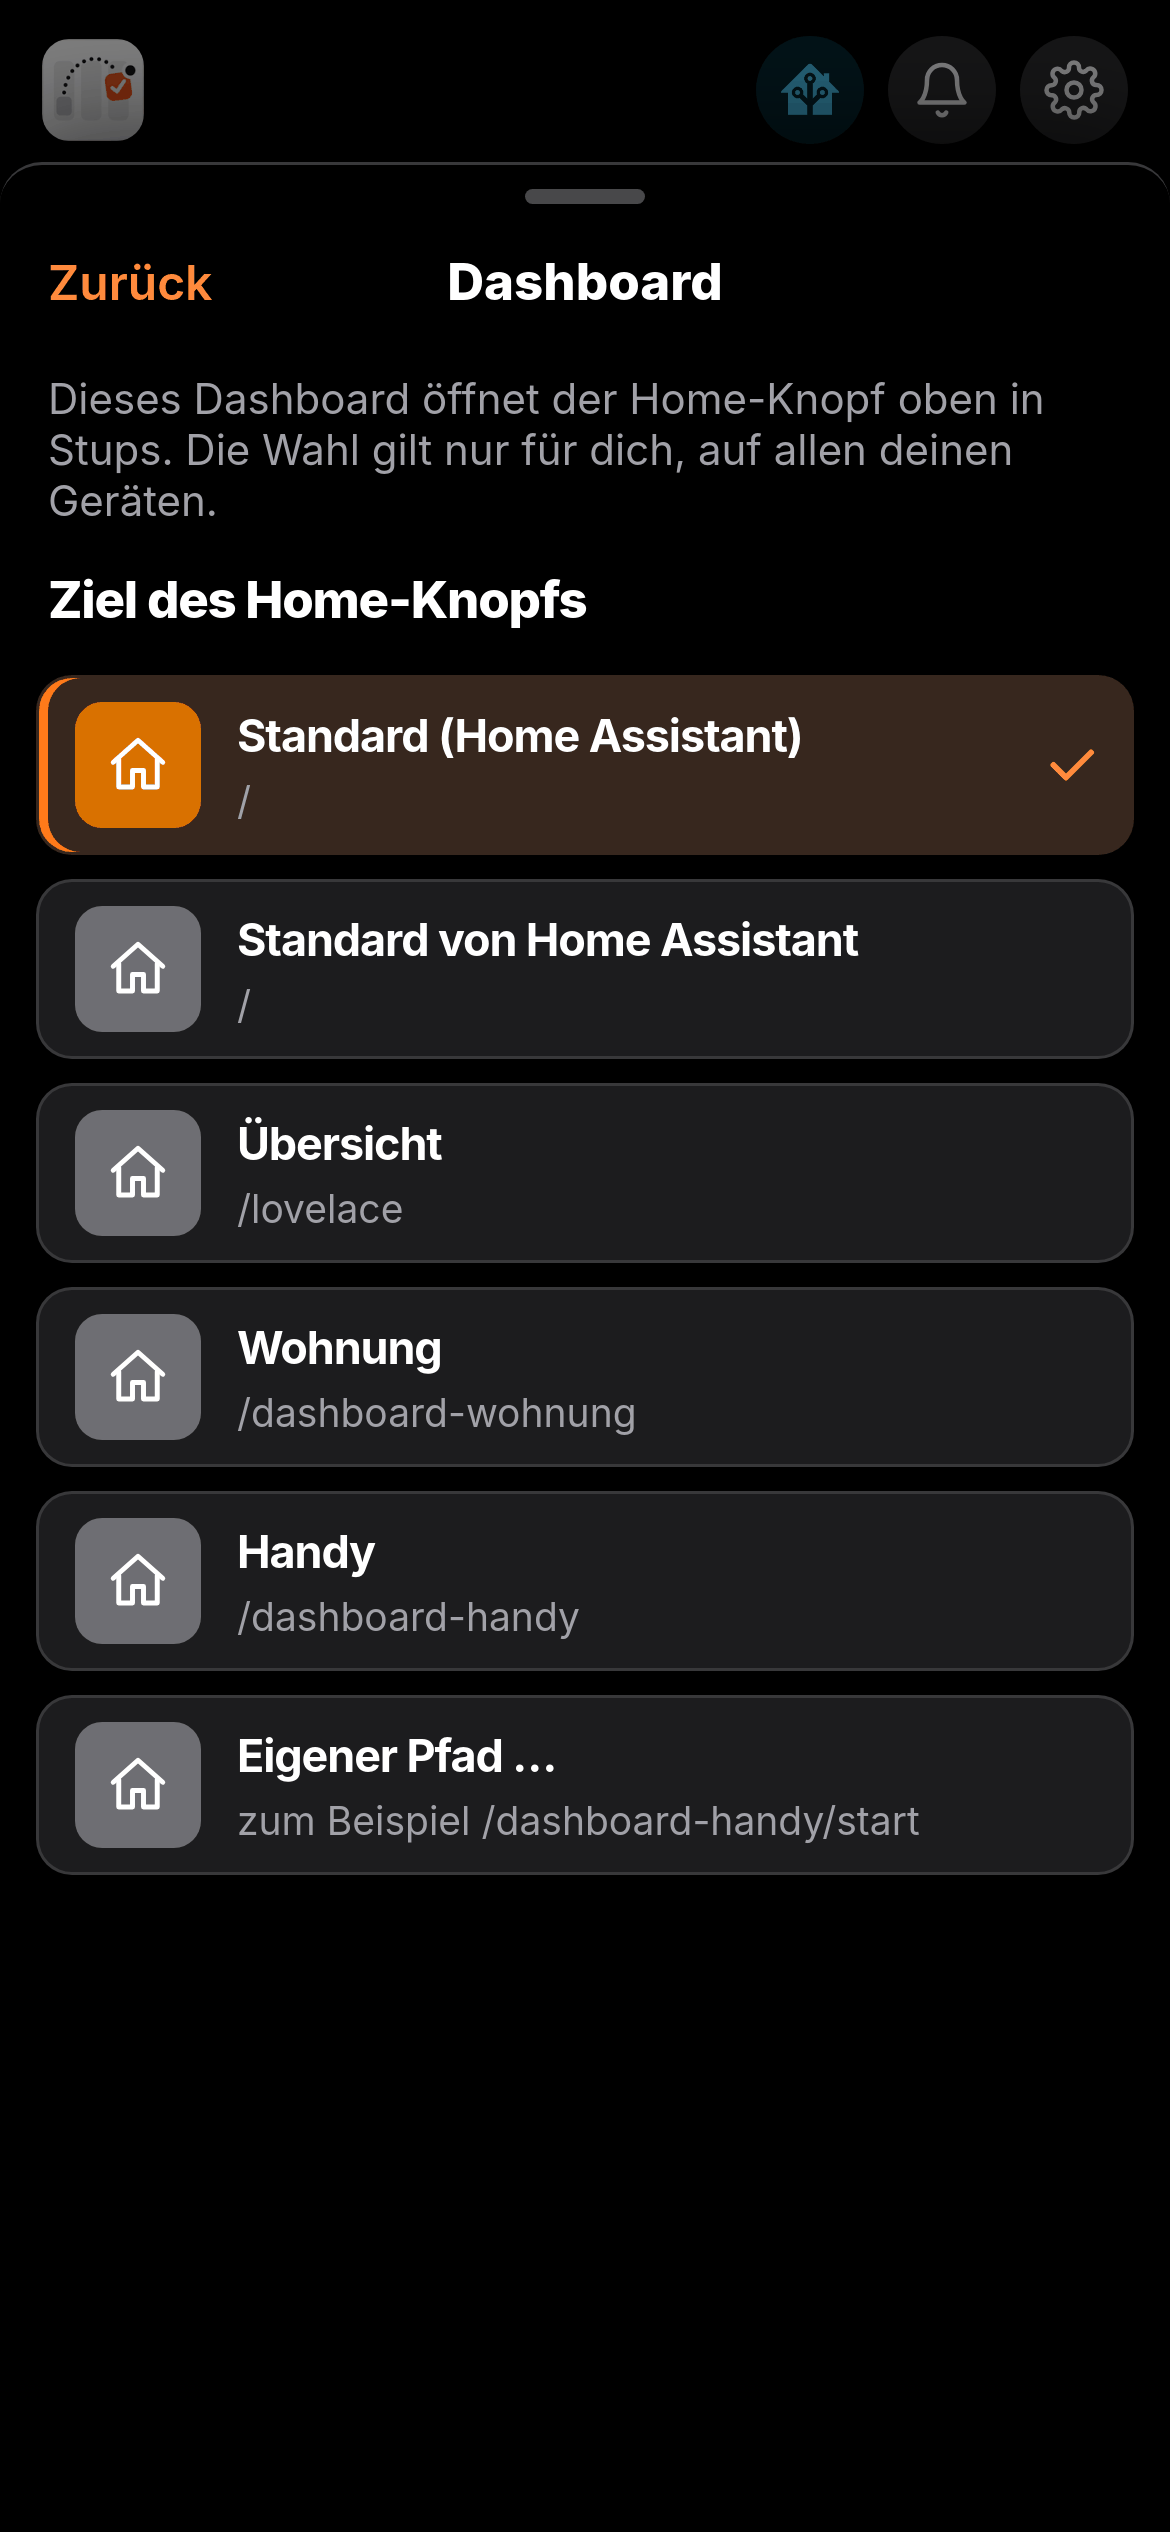 Zurück
Dashboard
Dieses Dashboard öffnet der Home-Knopf oben in
Stups. Die Wahl gilt nur für dich, auf allen deinen
Geräten.
Ziel des Home-Knopfs
Standard (Home Assistant)
/
Standard von Home Assistant
/
Übersicht
/lovelace
Wohnung
/dashboard-wohnung
Handy
/dashboard-handy
Eigener Pfad ...
zum Beispiel /dashboard-handy/start